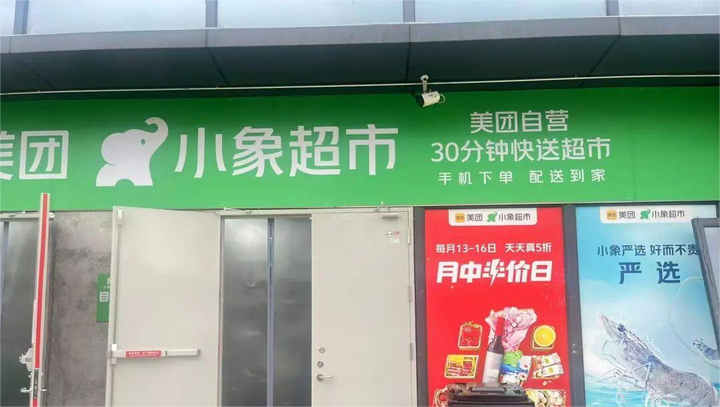 美团 小象超市
美团自营
30分钟快送超市
手机下单 配送到家
美团 小象超市
每月13-16日 天天真5折
月中半价日
美团 小象超市
小象严选 好而不贵
严选
自